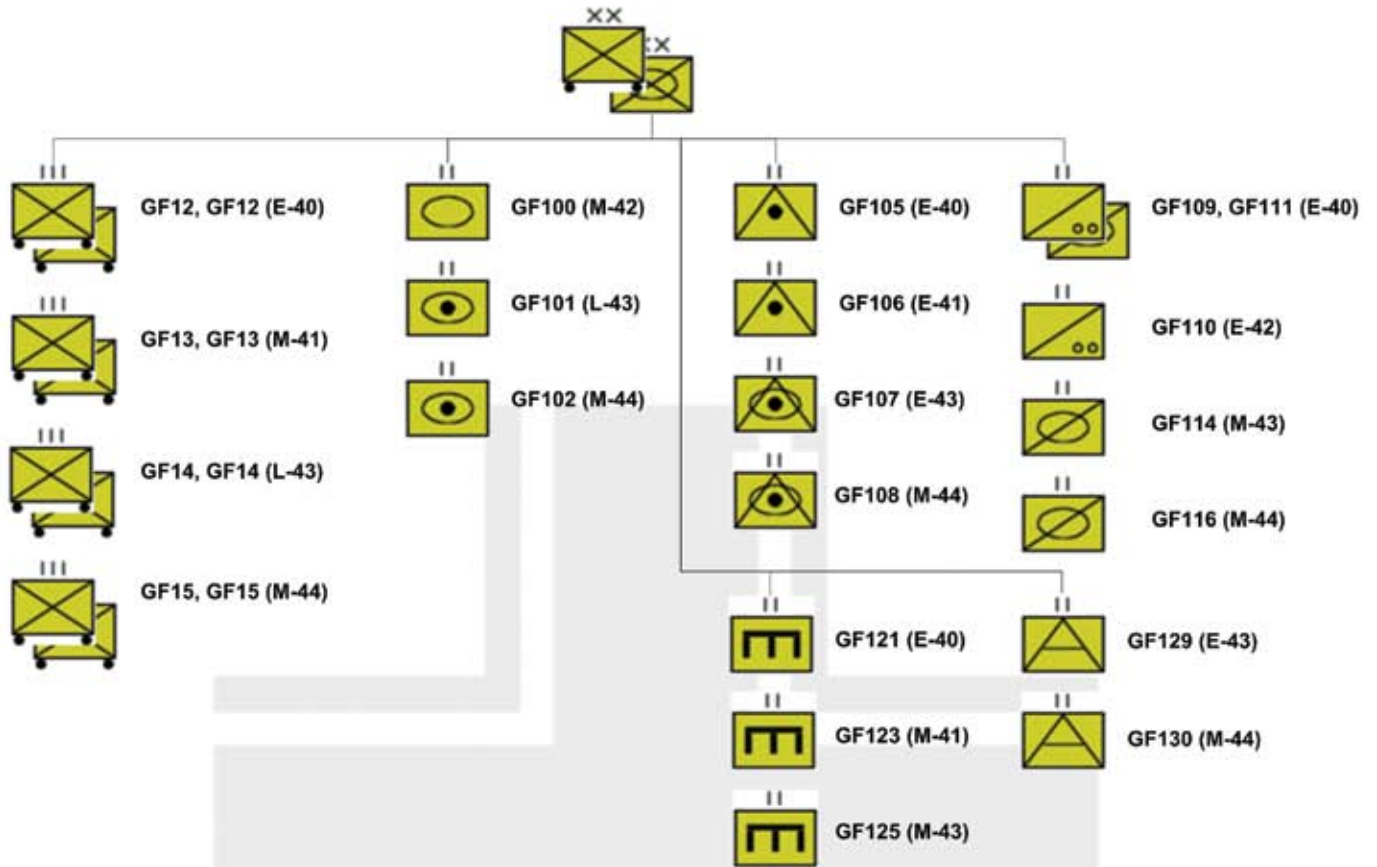 GF12, GF12 (E-40)
GF13, GF13 (M-41)
GF14, GF14 (L-43)
GF15, GF15 (M-44)
GF100 (M-42)
GF101 (L-43)
GF102 (M-44)
GF105 (E-40)
GF106 (E-41)
GF107 (E-43)
GF108 (M-44)
GF109, GF111 (E-40)
GF110 (E-42)
GF114 (M-43)
GF116 (M-44)
GF121 (E-40)
GF123 (M-41)
GF125 (M-43)
GF129 (E-43)
GF130 (M-44)